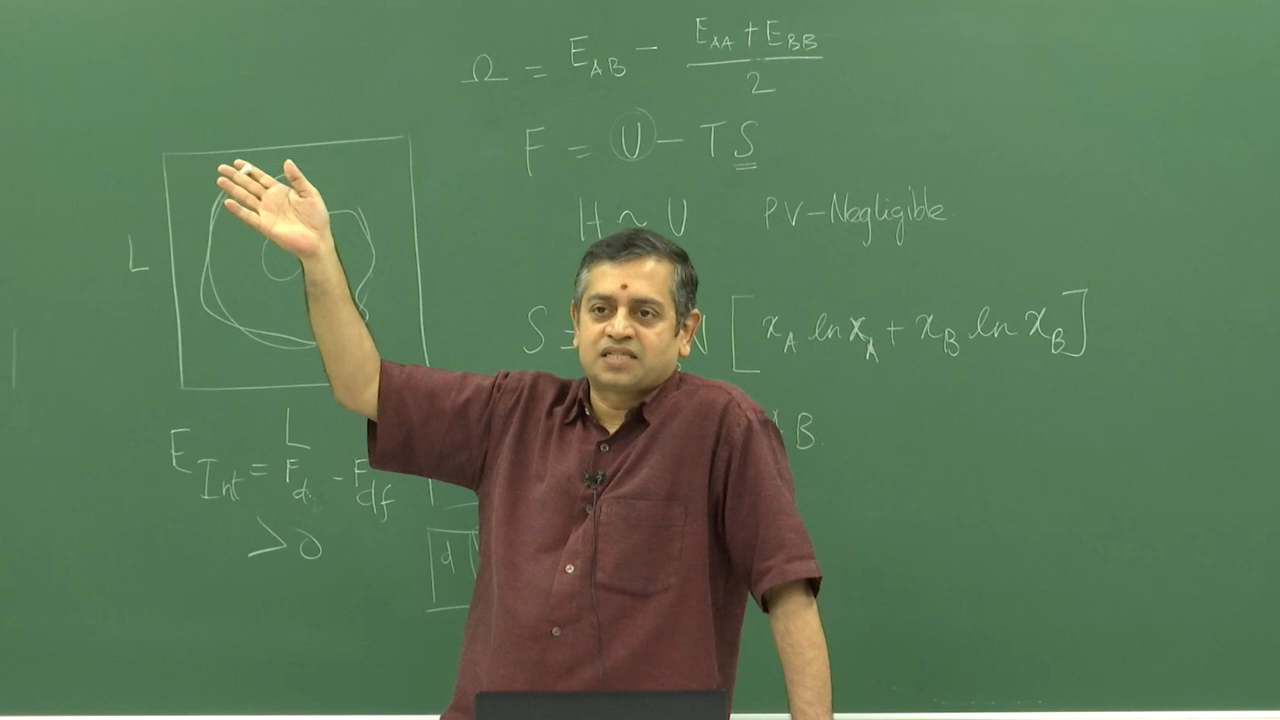 Ω = E_AB - (E_AA + E_BB)/2
F = U - TS
H ~ U PV-Negligible
L
S = N [x_A ln x_A + x_B ln x_B]
L
B.
E_Int = F_d - F_df
> 0
d